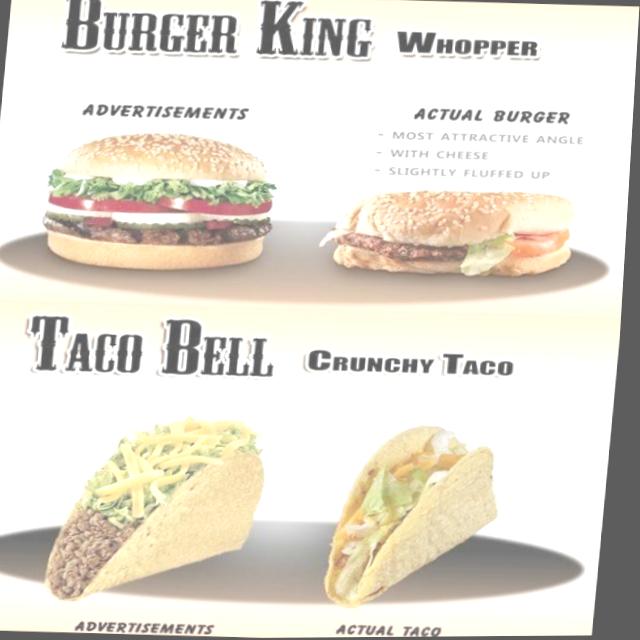 BURGER KING WHOPPER
ADVERTISEMENTS
ACTUAL BURGER
- MOST ATTRACTIVE ANGLE
- WITH CHEESE
- SLIGHTLY FLUFFED UP
TACO BELL CRUNCHY TACO
ADVERTISEMENTS
ACTUAL TACO